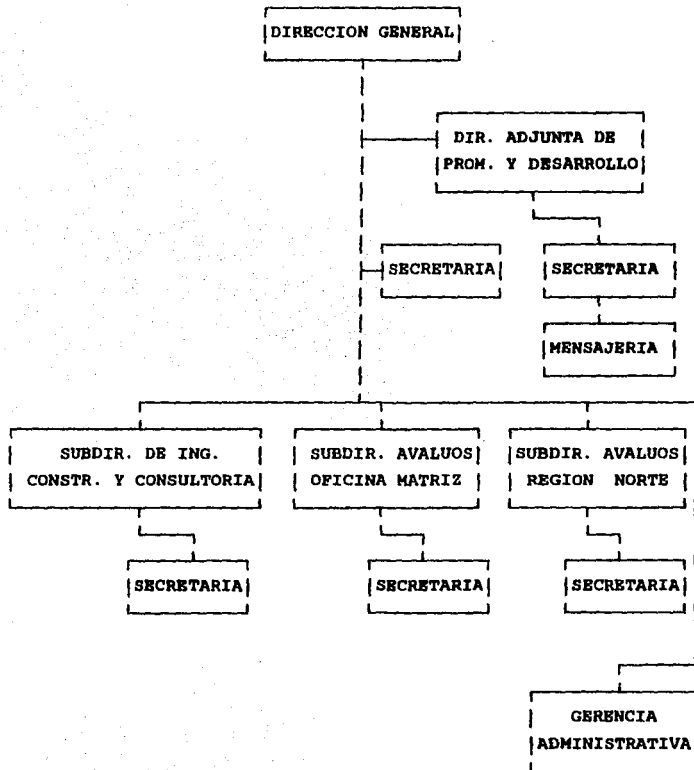 DIRECCION GENERAL
DIR. ADJUNTA DE
PROM. Y DESARROLLO
SECRETARIA
SECRETARIA
MENSAJERIA
SUBDIR. DE ING.
CONSTR. Y CONSULTORIA
SUBDIR. AVALUOS
OFICINA MATRIZ
SUBDIR. AVALUOS
REGION NORTE
SECRETARIA
SECRETARIA
SECRETARIA
GERENCIA
ADMINISTRATIVA